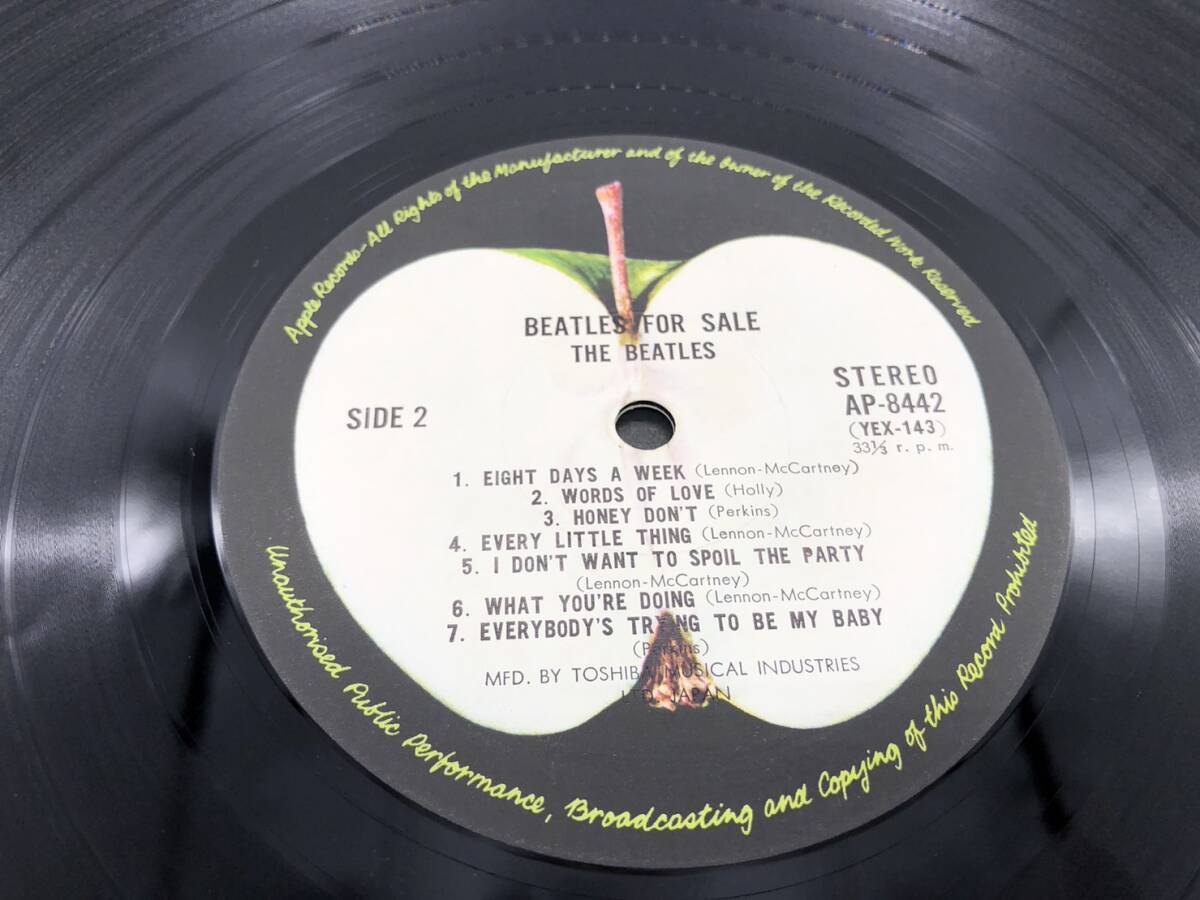 Apple Records-All Rights of the Manufacturer and of the Owner of the Recorded Work Reserved
BEATLES FOR SALE
THE BEATLES
STEREO
AP-8442
(YEX-143)
33⅓ r. p. m.
SIDE 2
1. EIGHT DAYS A WEEK (Lennon-McCartney)
2. WORDS OF LOVE (Holly)
3. HONEY DON'T (Perkins)
4. EVERY LITTLE THING (Lennon-McCartney)
5. I DON'T WANT TO SPOIL THE PARTY
(Lennon-McCartney)
6. WHAT YOU'RE DOING (Lennon-McCartney)
7. EVERYBODY'S TRYING TO BE MY BABY
(Perkins)
MFD. BY TOSHIBA MUSICAL INDUSTRIES
LTD. JAPAN
Unauthorised Public Performance, Broadcasting and Copying of this Record Prohibited